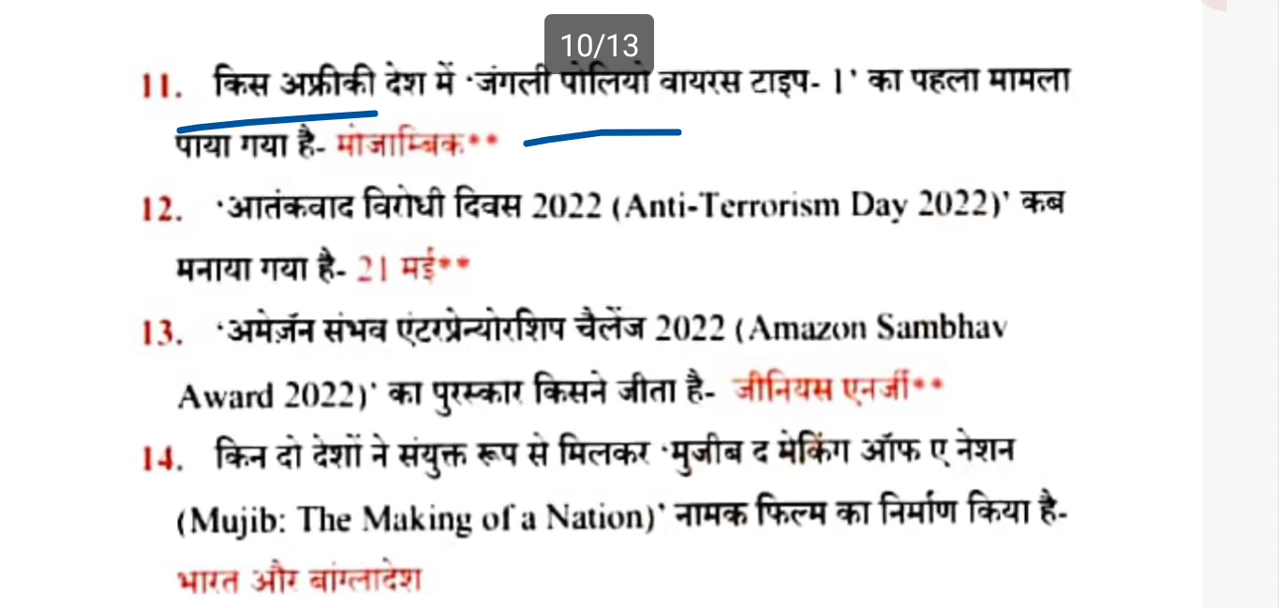 10/13
11. किस अफ्रीकी देश में 'जंगली पोलियो वायरस टाइप- 1' का पहला मामला
पाया गया है- मोजाम्बिक**
12. 'आतंकवाद विरोधी दिवस 2022 (Anti-Terrorism Day 2022)' कब
मनाया गया है- 21 मई**
13. 'अमेज़ॅन संभव एंटरप्रेन्योरशिप चैलेंज 2022 (Amazon Sambhav
Award 2022)' का पुरस्कार किसने जीता है- जीनियस एनर्जी**
14. किन दो देशों ने संयुक्त रूप से मिलकर 'मुजीब द मेकिंग ऑफ ए नेशन
(Mujib: The Making of a Nation)' नामक फिल्म का निर्माण किया है-
भारत और बांग्लादेश